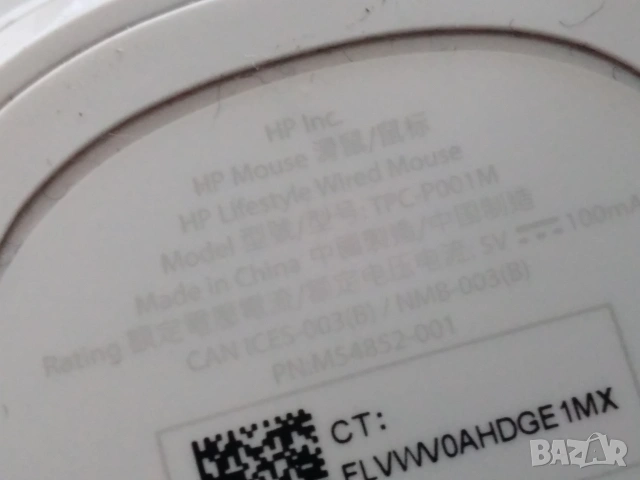 HP Inc.
HP Mouse 滑鼠/鼠标
HP Lifestyle Wired Mouse
Model 型號/型号: TPC-P001M
Made in China 中國製造/中国制造
Rating 額定電壓電流/额定电压电流: 5V ⎓ 100mA
CAN ICES-003(B) / NMB-003(B)
PN:M54852-001
CT:
FLVWV0AHDGE1MX
BAZAR